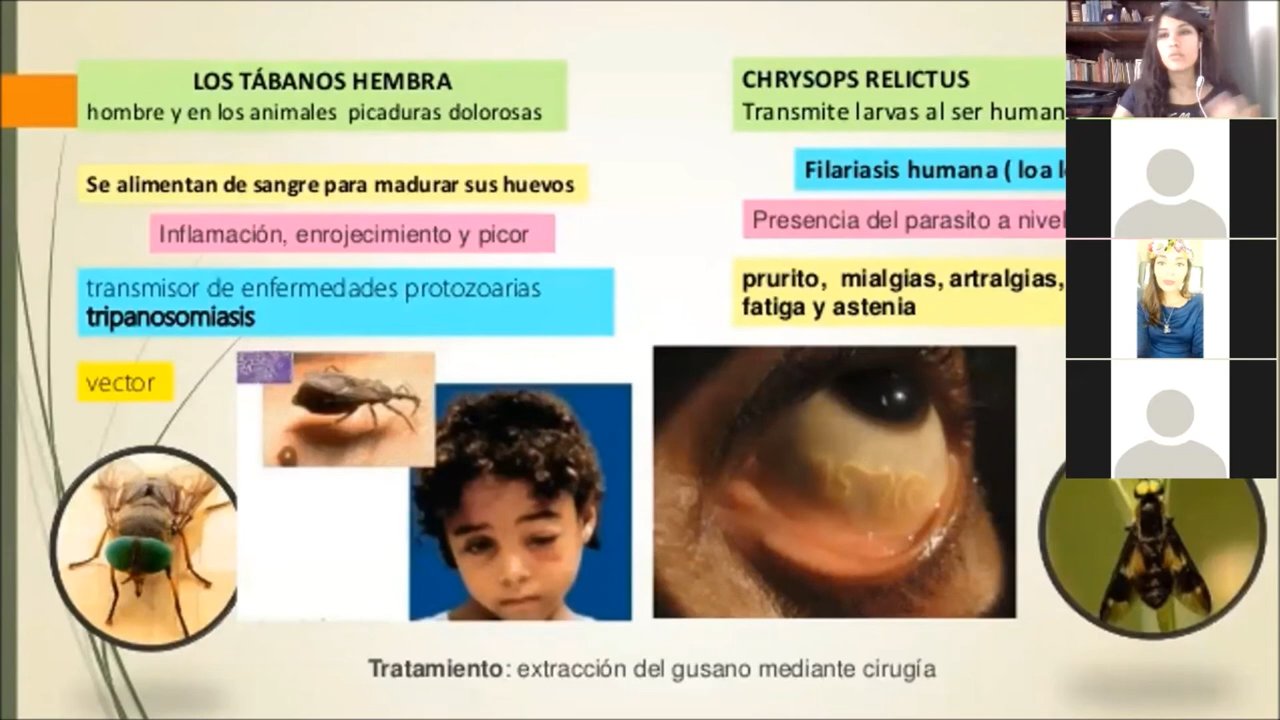 LOS TÁBANOS HEMBRA
hombre y en los animales picaduras dolorosas
Se alimentan de sangre para madurar sus huevos
Inflamación, enrojecimiento y picor
transmisor de enfermedades protozoarias
tripanosomiasis
vector
CHRYSOPS RELICTUS
Transmite larvas al ser
Filariasis humana ( loa
Presencia del parasito a nivel
prurito, mialgias, artralgias,
fatiga y astenia
Tratamiento: extracción del gusano mediante cirugía